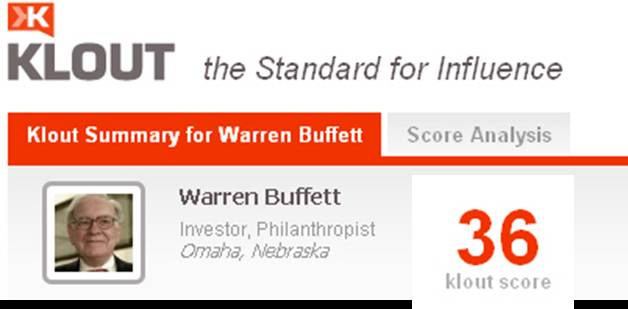 K
KLOUT the Standard for Influence
Klout Summary for Warren Buffett Score Analysis
Warren Buffett
Investor, Philanthropist
Omaha, Nebraska
36
klout score